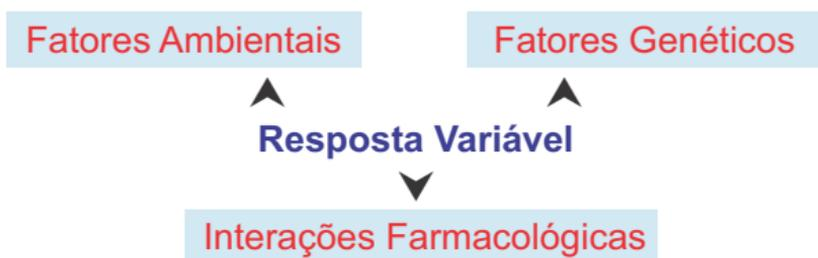 Fatores Ambientais
Fatores Genéticos
Resposta Variável
Interações Farmacológicas